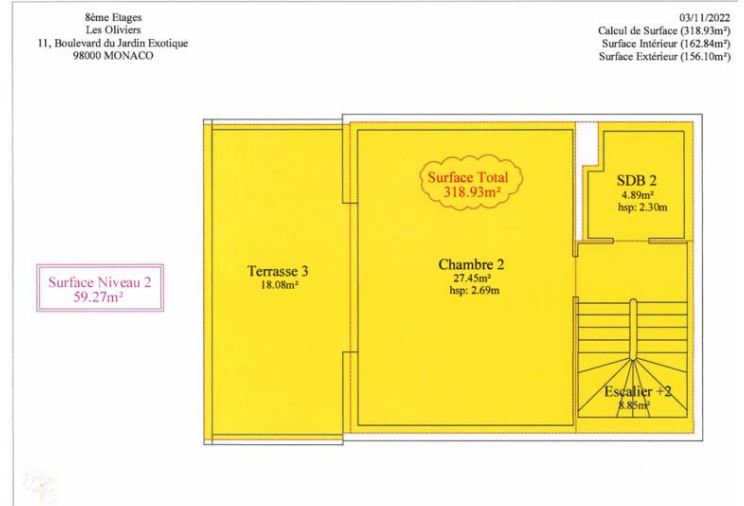 8ème Etages
Les Oliviers
11, Boulevard du Jardin Exotique
98000 MONACO
03/11/2022
Calcul de Surface (318.93m²)
Surface Intérieur (162.84m²)
Surface Extérieur (156.10m²)
Surface Total
318.93m²
SDB 2
4.89m²
hsp: 2.30m
Terrasse 3
18.08m²
Chambre 2
27.45m²
hsp: 2.69m
Surface Niveau 2
59.27m²
Escalier +2
8.85m²